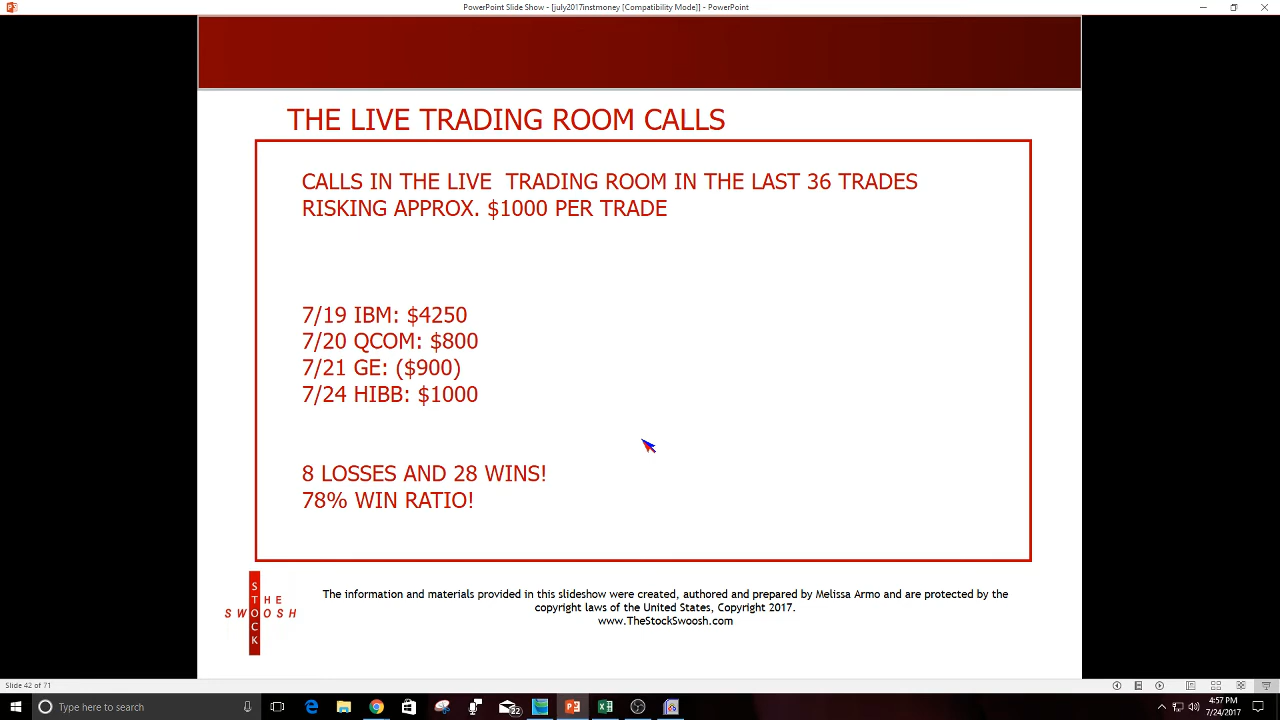 PowerPoint Slide Show - [july2017instmoney [Compatibility Mode]] - PowerPoint
THE LIVE TRADING ROOM CALLS
CALLS IN THE LIVE  TRADING ROOM IN THE LAST 36 TRADES
RISKING APPROX. $1000 PER TRADE
7/19 IBM: $4250
7/20 QCOM: $800
7/21 GE: ($900)
7/24 HIBB: $1000
8 LOSSES AND 28 WINS!
78% WIN RATIO!
THE
STOCK
SWOOSH
The information and materials provided in this slideshow were created, authored and prepared by Melissa Armo and are protected by the
copyright laws of the United States, Copyright 2017.
www.TheStockSwoosh.com
Slide 42 of 71
Type here to search
22
4:57 PM
7/24/2017